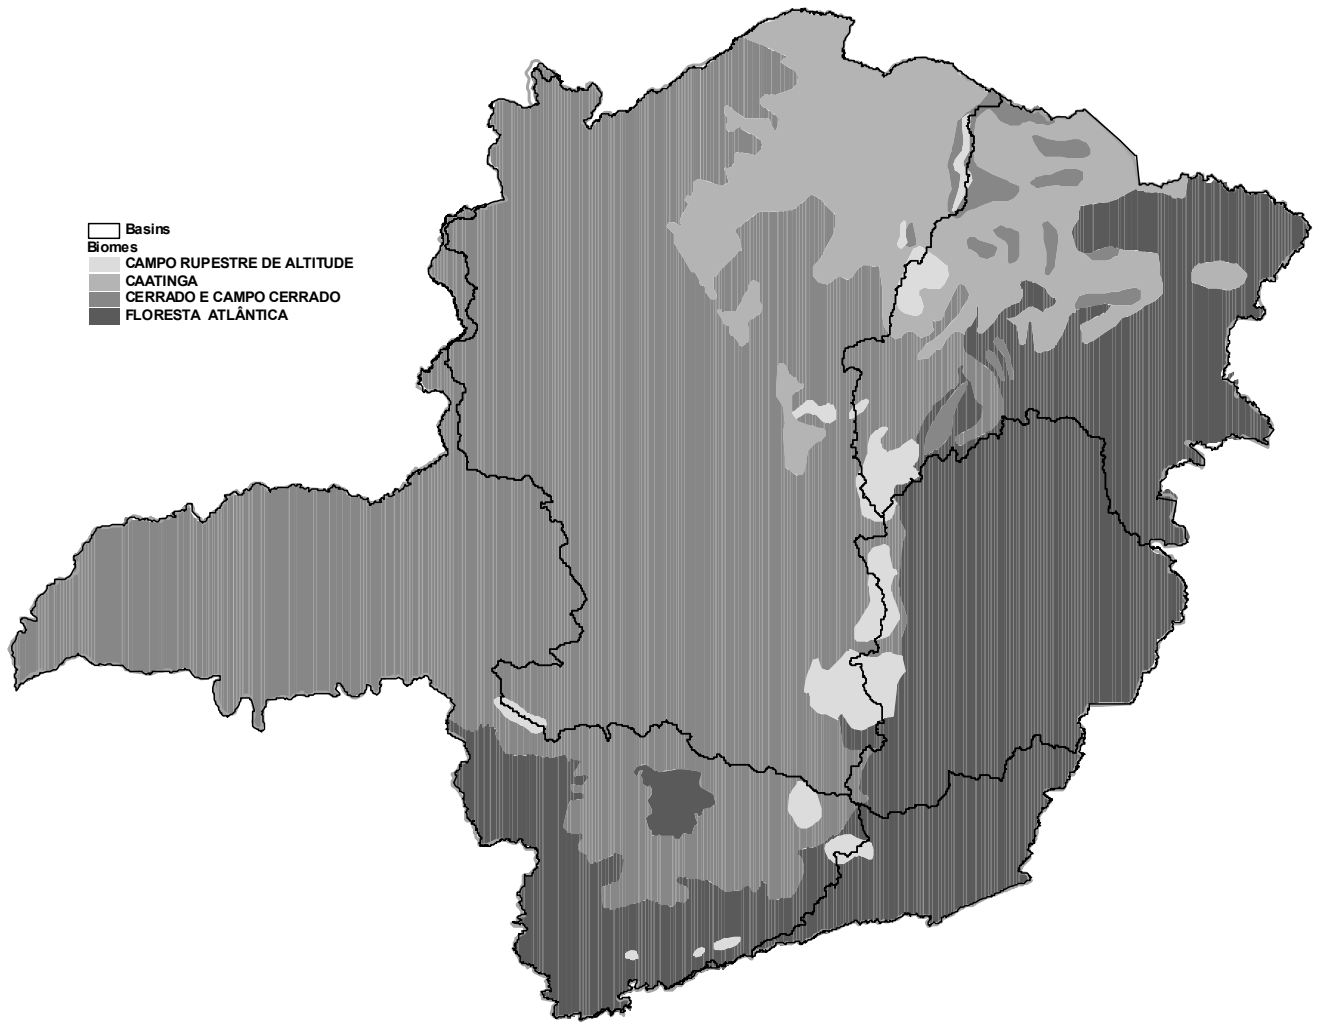 Basins
Biomes
CAMPO RUPESTRE DE ALTITUDE
CAATINGA
CERRADO E CAMPO CERRADO
FLORESTA ATLÂNTICA